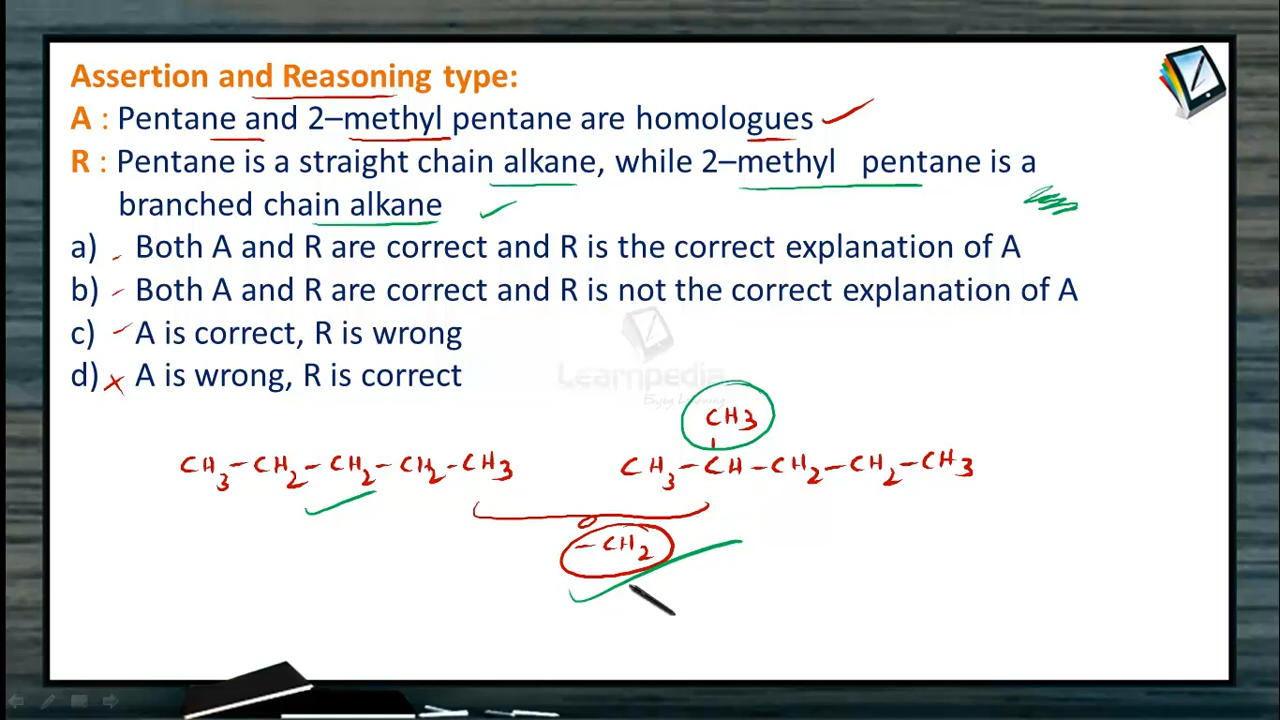 Assertion and Reasoning type:
A : Pentane and 2–methyl pentane are homologues
R : Pentane is a straight chain alkane, while 2–methyl pentane is a
branched chain alkane
a) Both A and R are correct and R is the correct explanation of A
b) Both A and R are correct and R is not the correct explanation of A
c) A is correct, R is wrong
d) A is wrong, R is correct
Learnpedia
Enjoy Learning
CH3
CH3–CH2–CH2–CH2–CH3 CH3–CH–CH2–CH2–CH3
–CH2